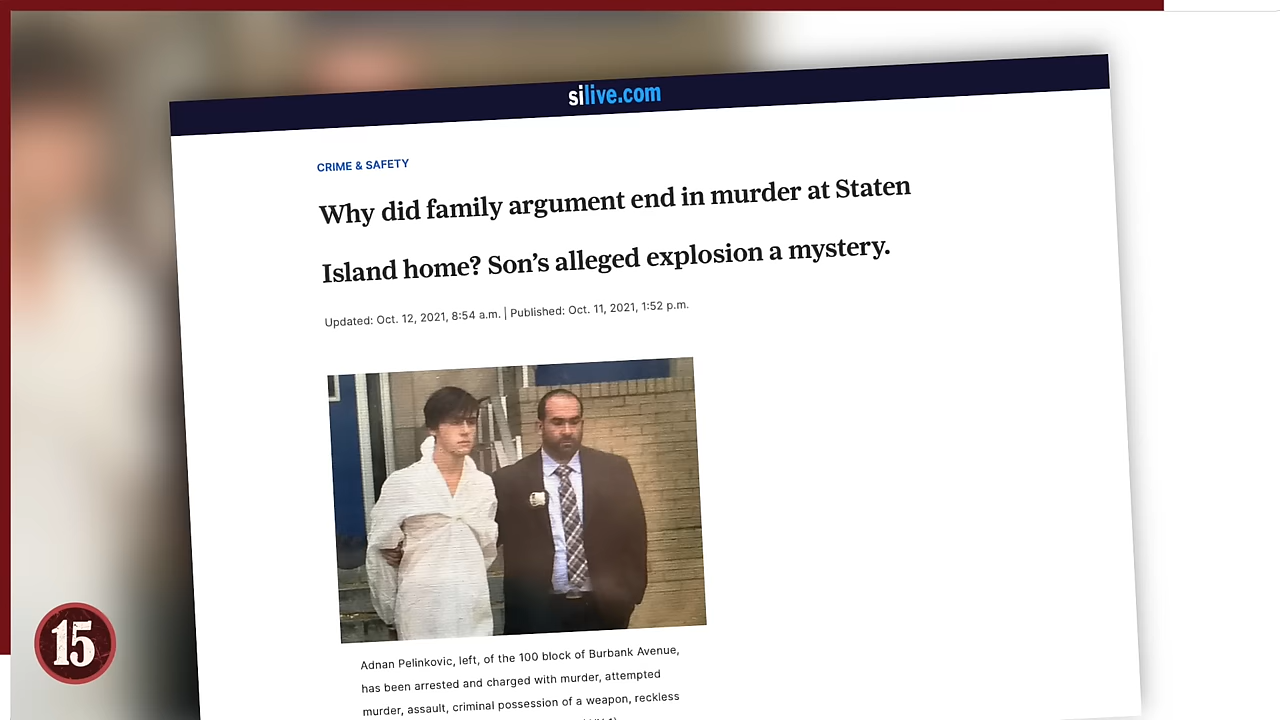 silive.com
CRIME & SAFETY
Why did family argument end in murder at Staten
Island home? Son's alleged explosion a mystery.
Updated: Oct. 12, 2021, 8:54 a.m. | Published: Oct. 11, 2021, 1:52 p.m.
Adnan Pelinkovic, left, of the 100 block of Burbank Avenue,
has been arrested and charged with murder, attempted
murder, assault, criminal possession of a weapon, reckless
15